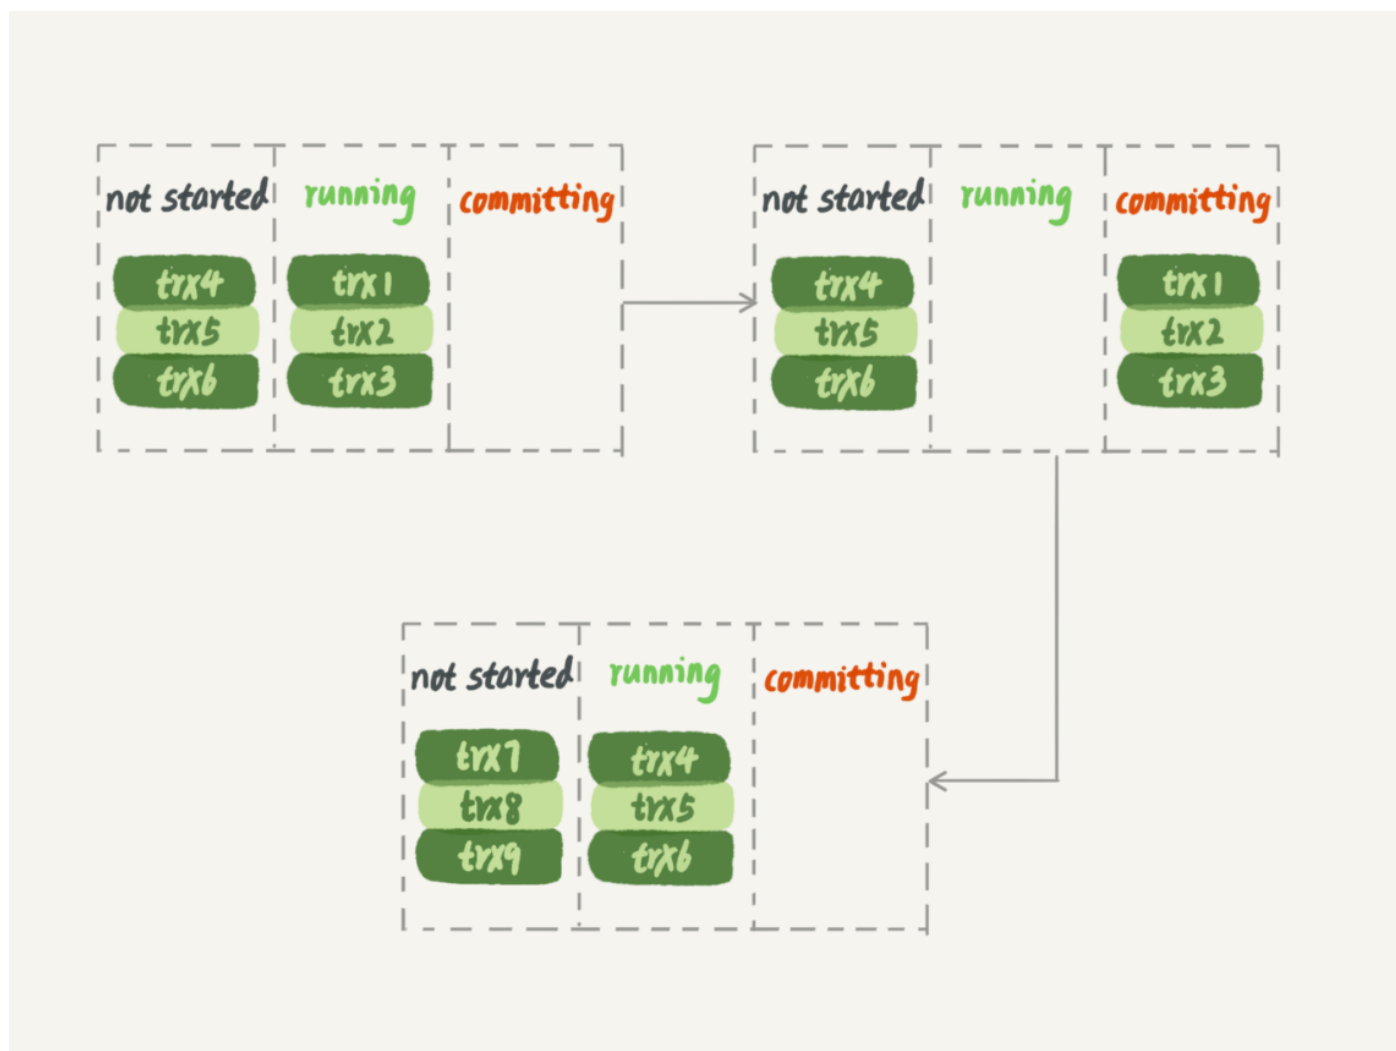 not started running committing
trx4 trx1
trx5 trx2
trx6 trx3
not started running committing
trx4 trx1
trx5 trx2
trx6 trx3
not started running committing
trx7 trx4
trx8 trx5
trx9 trx6